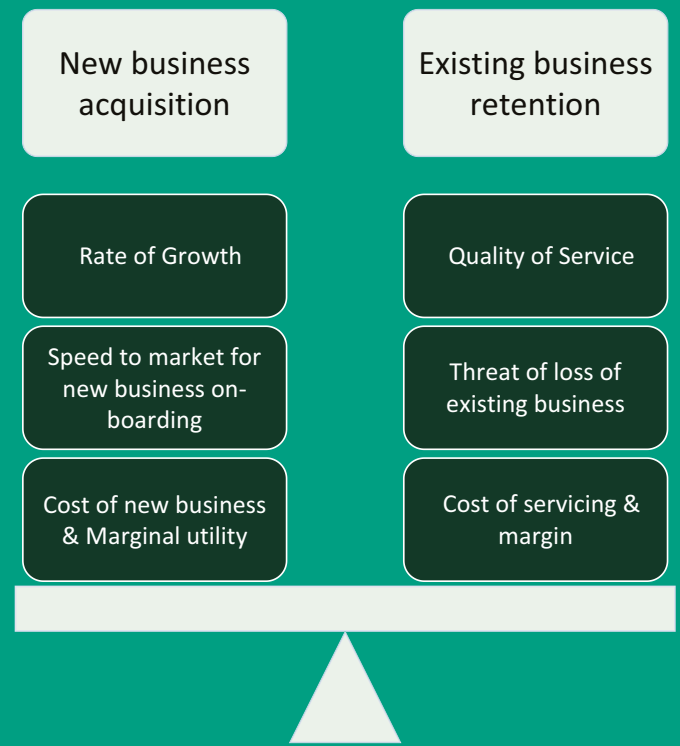 New business
acquisition
Existing business
retention
Rate of Growth
Speed to market for
new business on-
boarding
Cost of new business
& Marginal utility
Quality of Service
Threat of loss of
existing business
Cost of servicing &
margin